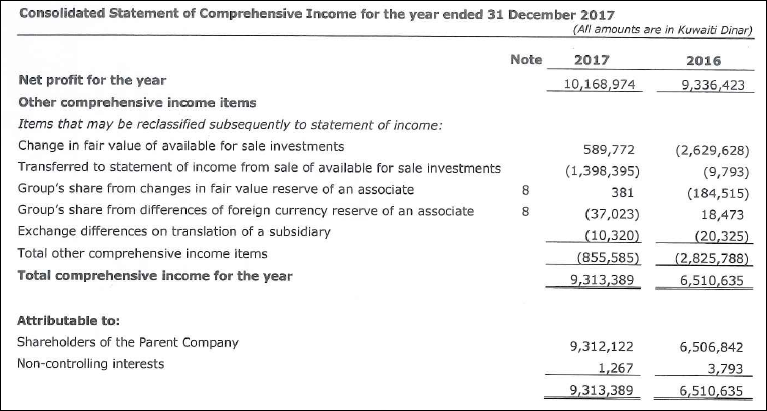 Consolidated Statement of Comprehensive Income for the year ended 31 December 2017
(All amounts are in Kuwaiti Dinar)
Note 2017 2016
Net profit for the year 10,168,974 9,336,423
Other comprehensive income items
Items that may be reclassified subsequently to statement of income:
Change in fair value of available for sale investments 589,772 (2,629,628)
Transferred to statement of income from sale of available for sale investments (1,398,395) (9,793)
Group's share from changes in fair value reserve of an associate 8 381 (184,515)
Group's share from differences of foreign currency reserve of an associate 8 (37,023) 18,473
Exchange differences on translation of a subsidiary (10,320) (20,325)
Total other comprehensive income items (855,585) (2,825,788)
Total comprehensive income for the year 9,313,389 6,510,635
Attributable to:
Shareholders of the Parent Company 9,312,122 6,506,842
Non-controlling interests 1,267 3,793
9,313,389 6,510,635